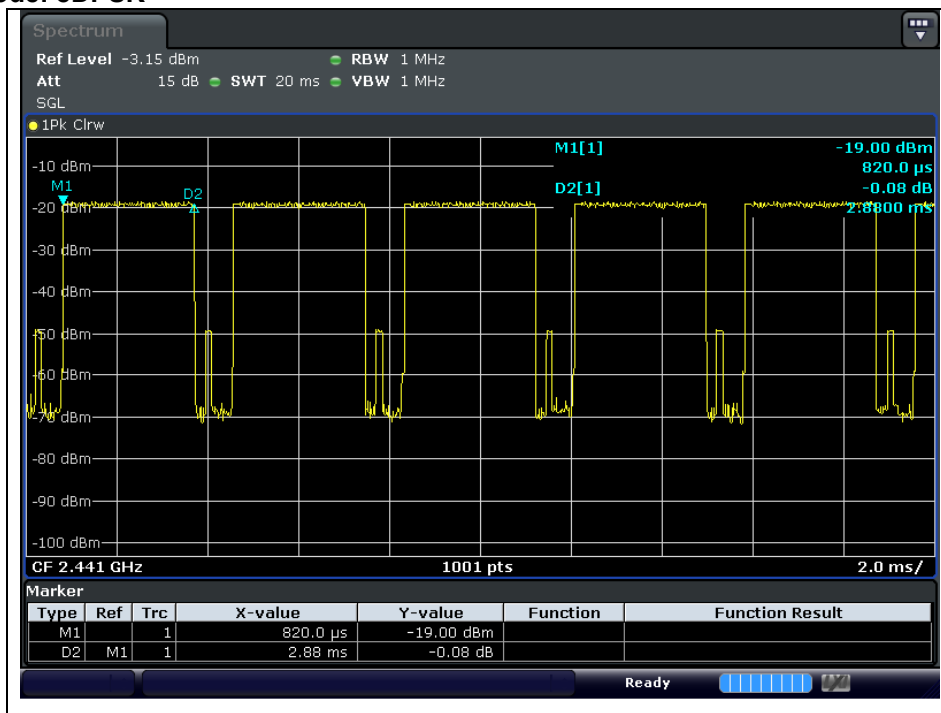 Spectrum
Ref Level -3.15 dBm RBW 1 MHz
Att 15 dB SWT 20 ms VBW 1 MHz
SGL
1Pk Clrw
M1[1] -19.00 dBm
820.0 µs
D2[1] -0.08 dB
2.8800 ms
-10 dBm
M1
D2
-20 dBm
-30 dBm
-40 dBm
-50 dBm
-60 dBm
-70 dBm
-80 dBm
-90 dBm
-100 dBm
CF 2.441 GHz 1001 pts 2.0 ms/
Marker
Type Ref Trc X-value Y-value Function Function Result
M1 1 820.0 µs -19.00 dBm
D2 M1 1 2.88 ms -0.08 dB
Ready